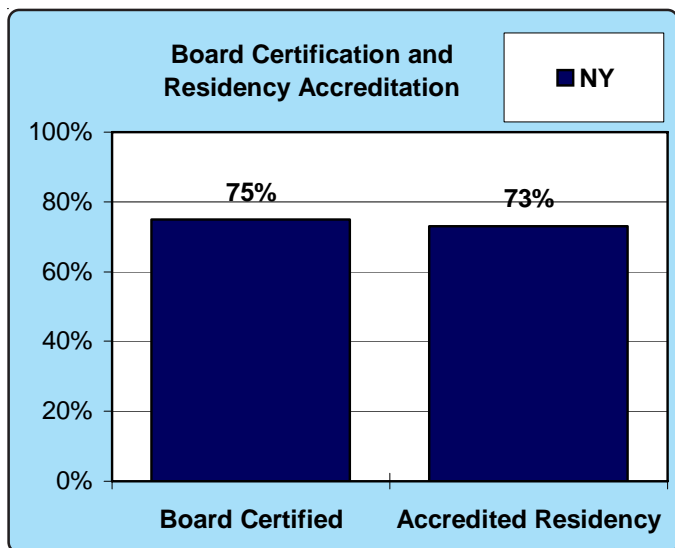 Board Certification and
Residency Accreditation
NY
100%
80%
60%
40%
20%
0%
75%
73%
Board Certified
Accredited Residency